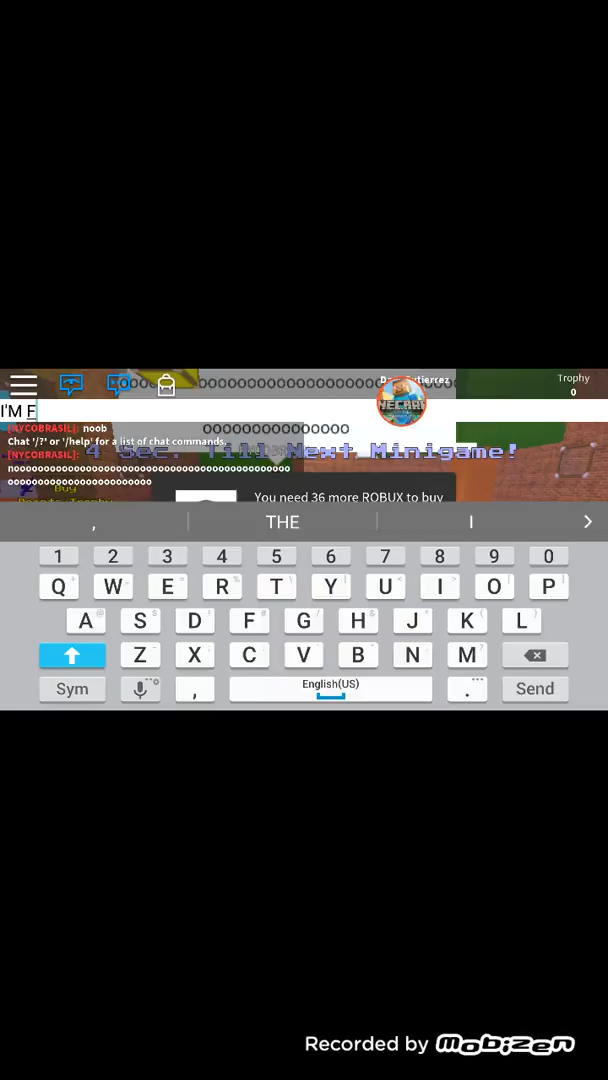 Trophy
0
I'M F
OOOOOOOOOOOOOOO
[NYCOBRASIL]: noob
Chat '/?' or '/help' for a list of chat commands.
4 Sec. Till Next Minigame!
[NYCOBRASIL]:
Buy
You need 36 more ROBUX to buy
, THE I
1 2 3 4 5 6 7 8 9 0
Q W E R T Y U I O P
A S D F G H J K L
Z X C V B N M
Sym , English(US) . Send
Recorded by Mobizen